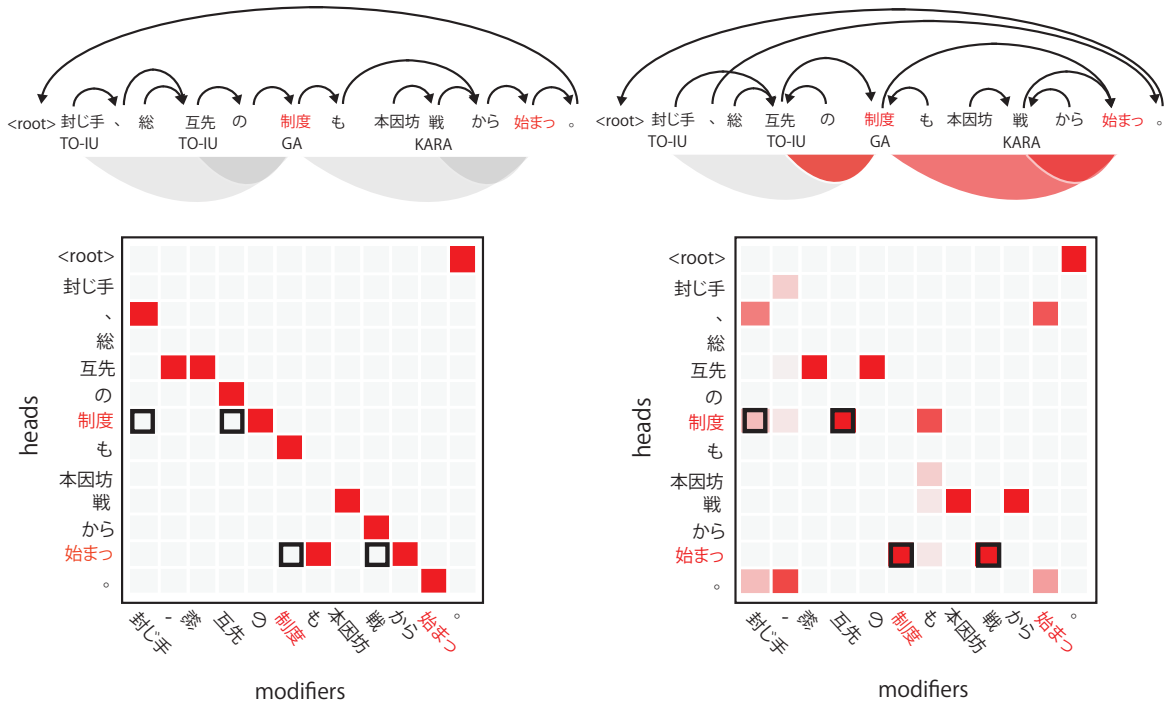 <root> 封じ手 、 総 互先 の 制度 も 本因坊 戦 から 始まっ 。
TO-IU TO-IU GA KARA
<root> 封じ手 、 総 互先 の 制度 も 本因坊 戦 から 始まっ 。
TO-IU TO-IU GA KARA
heads
<root>
封じ手
、
総
互先
の
制度
も
本因坊
戦
から
始まっ
。
封じ手 、 総 互先 の 制度 も 本因坊 戦 から 始まっ 。
modifiers
heads
<root>
封じ手
、
総
互先
の
制度
も
本因坊
戦
から
始まっ
。
封じ手 、 総 互先 の 制度 も 本因坊 戦 から 始まっ 。
modifiers